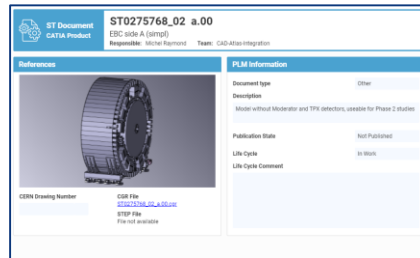 ST Document
CATIA Product
ST0275768_02 a.00
EBC side A (simpl)
Responsible: Michel Raymond Team: CAD-Atlas-Integration
References
CERN Drawing Number
CGR File
ST0275768_02_a.00.cgr
STEP File
File not available
PLM Information
Document type
Other
Description
Model without Moderator and TPX detectors, useable for Phase 2 studies
Publication State
Not Published
Life Cycle
In Work
Life Cycle Comment